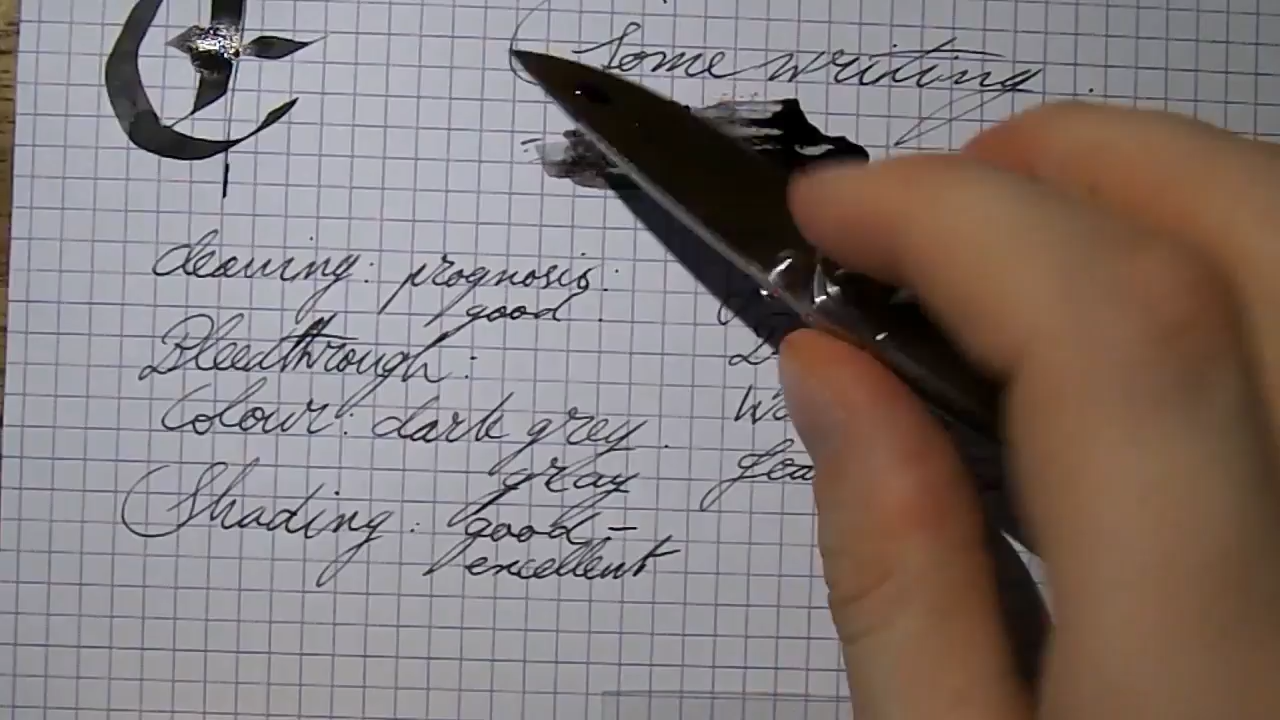 Some writing.
Cleaning: prognosis:
good.
Bleedthrough:
Colour: dark grey.
gray
Shading: good -
excellent